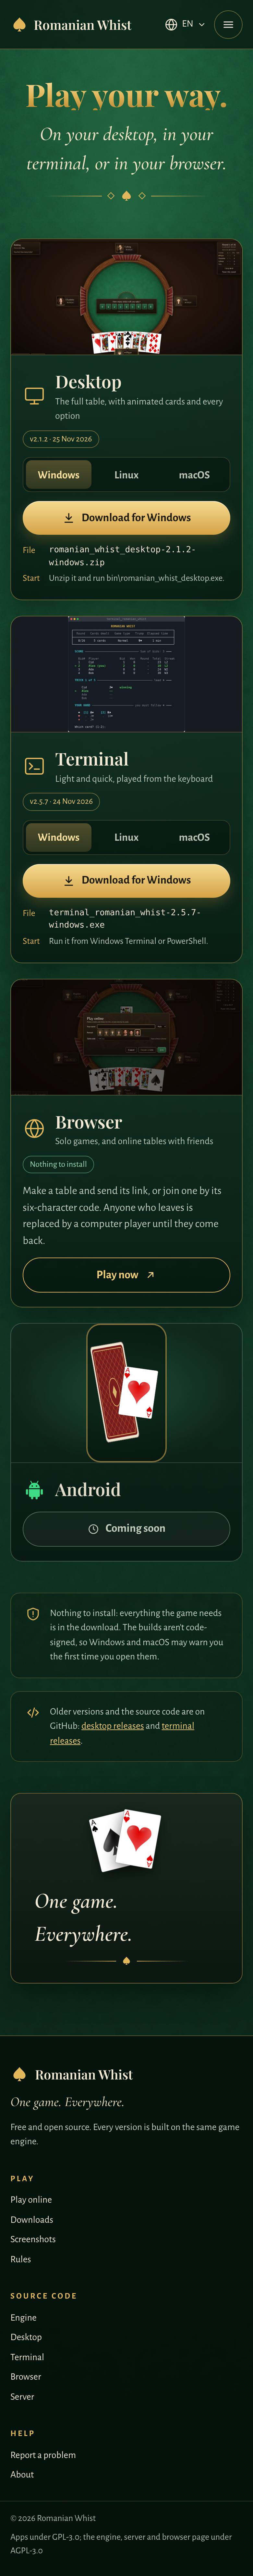 Romanian Whist
EN
Play your way.
On your desktop, in your
terminal, or in your browser.
Desktop
The full table, with animated cards and every
option
v2.1.2 · 25 Nov 2026
Windows Linux macOS
Download for Windows
File romanian_whist_desktop-2.1.2-
windows.zip
Start Unzip it and run bin\romanian_whist_desktop.exe.
Terminal
Light and quick, played from the keyboard
v2.5.7 · 24 Nov 2026
Windows Linux macOS
Download for Windows
File terminal_romanian_whist-2.5.7-
windows.exe
Start Run it from Windows Terminal or PowerShell.
Play online
Browser
Solo games, and online tables with friends
Nothing to install
Make a table and send its link, or join one by its
six-character code. Anyone who leaves is
replaced by a computer player until they come
back.
Play now
Android
Coming soon
Nothing to install: everything the game needs
is in the download. The builds aren't code-
signed, so Windows and macOS may warn you
the first time you open them.
Older versions and the source code are on
GitHub: desktop releases and terminal
releases.
One game.
Everywhere.
Romanian Whist
One game. Everywhere.
Free and open source. Every version is built on the same game
engine.
PLAY
Play online
Downloads
Screenshots
Rules
SOURCE CODE
Engine
Desktop
Terminal
Browser
Server
HELP
Report a problem
About
© 2026 Romanian Whist
Apps under GPL-3.0; the engine, server and browser page under
AGPL-3.0